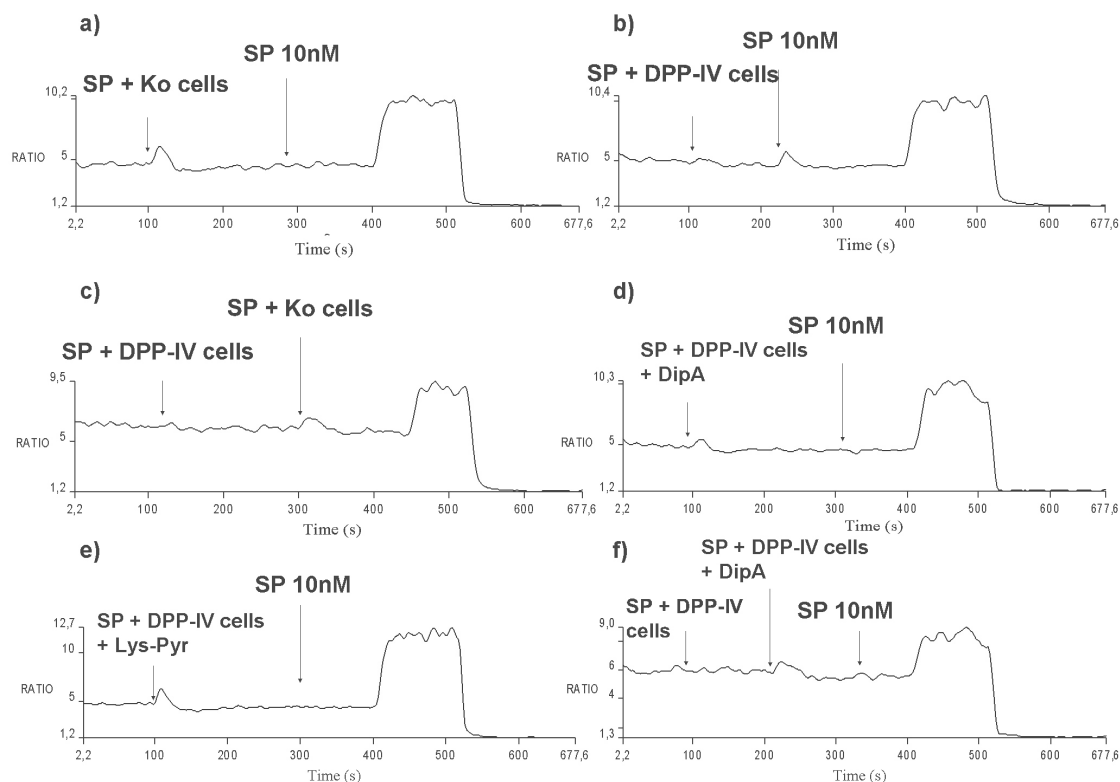 a)
SP 10nM
SP + Ko cells
10,2
RATIO
5
1,2
2,2 100 200 300 400 500 600 677,6
Time (s)
b)
SP 10nM
SP + DPP-IV cells
10,4
RATIO
5
1,2
2,2 100 200 300 400 500 600 677,6
Time (s)
c)
SP + Ko cells
SP + DPP-IV cells
9,5
RATIO
5
1,2
2,2 100 200 300 400 500 600 677,6
Time (s)
d)
SP 10nM
SP + DPP-IV cells
+ DipA
10,3
RATIO
5
1,2
2,2 100 200 300 400 500 600 677,6
Time (s)
e)
SP 10nM
SP + DPP-IV cells
+ Lys-Pyr
12,7
10
RATIO
5
1,2
2,2 100 200 300 400 500 600 677,6
Time (s)
f)
SP + DPP-IV cells
+ DipA
SP + DPP-IV
cells
SP 10nM
9,0
RATIO
6
4
1,3
2,2 100 200 300 400 500 600 677,6
Time (s)